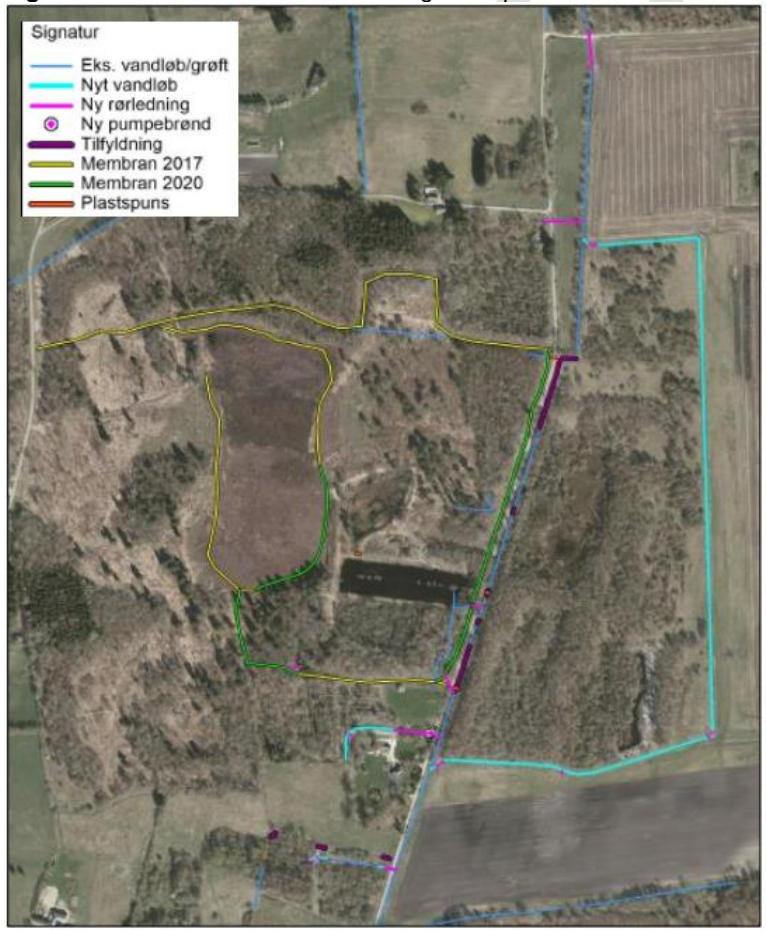 Signatur
Eks. vandløb/grøft
Nyt vandløb
Ny rørledning
Ny pumpebrønd
Tilfyldning
Membran 2017
Membran 2020
Plastspuns